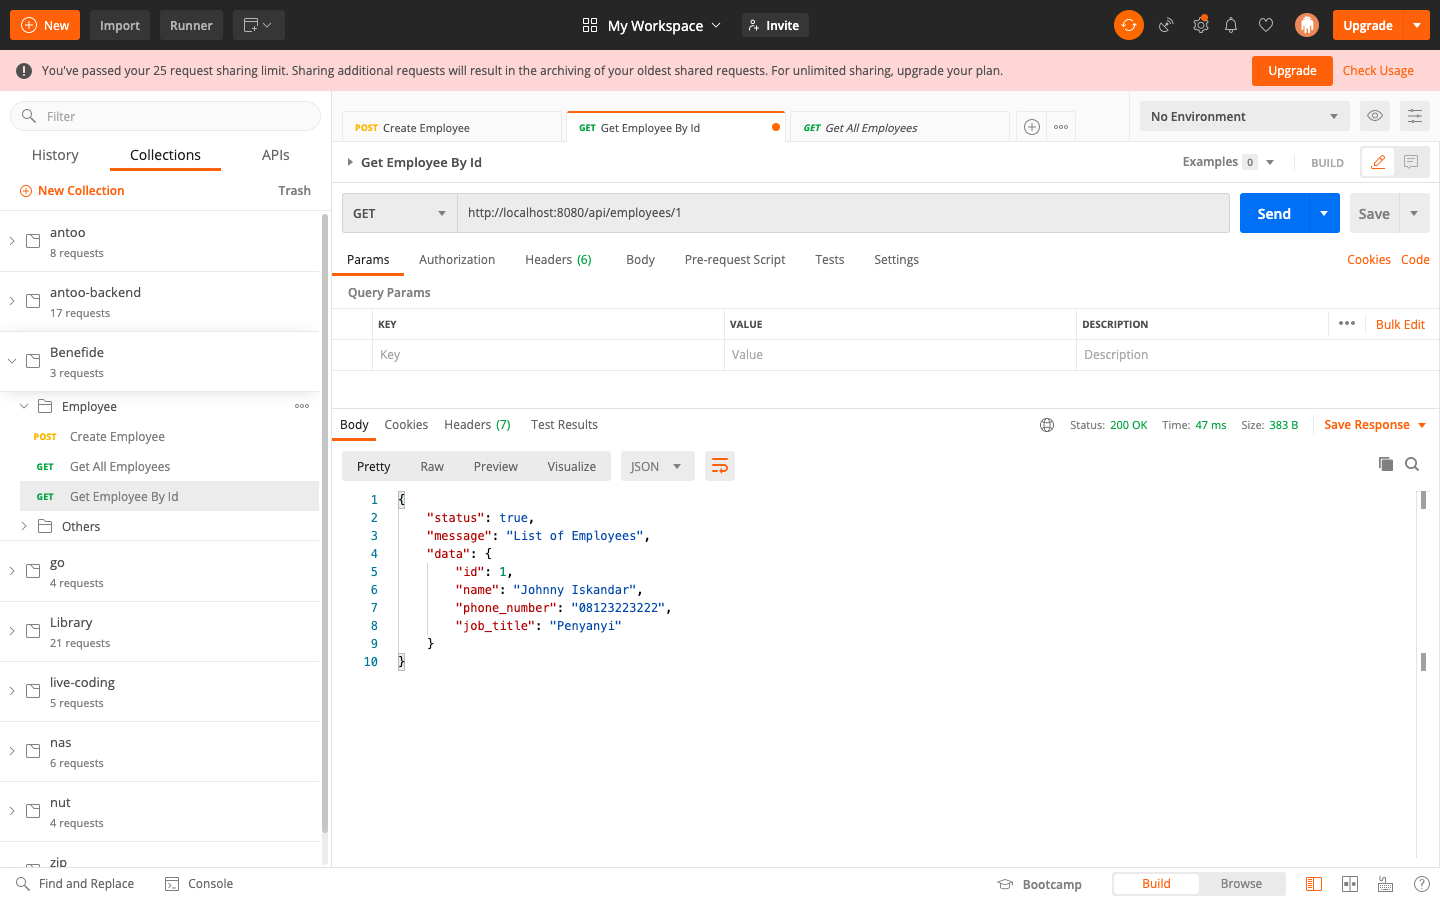 New Import Runner My Workspace Invite Upgrade
You've passed your 25 request sharing limit. Sharing additional requests will result in the archiving of your oldest shared requests. For unlimited sharing, upgrade your plan. Upgrade Check Usage
Filter
History Collections APIs
New Collection Trash
antoo
8 requests
antoo-backend
17 requests
Benefide
3 requests
Employee
POST Create Employee
GET Get All Employees
GET Get Employee By Id
Others
go
4 requests
Library
21 requests
live-coding
5 requests
nas
6 requests
nut
4 requests
zip
POST Create Employee GET Get Employee By Id GET Get All Employees No Environment
Get Employee By Id Examples 0 BUILD
GET http://localhost:8080/api/employees/1 Send Save
Params Authorization Headers (6) Body Pre-request Script Tests Settings Cookies Code
Query Params
KEY VALUE DESCRIPTION Bulk Edit
Key Value Description
Body Cookies Headers (7) Test Results Status: 200 OK Time: 47 ms Size: 383 B Save Response
Pretty Raw Preview Visualize JSON
1 {
2 "status": true,
3 "message": "List of Employees",
4 "data": {
5 "id": 1,
6 "name": "Johnny Iskandar",
7 "phone_number": "08123223222",
8 "job_title": "Penyanyi"
9 }
10 }
Find and Replace Console Bootcamp Build Browse